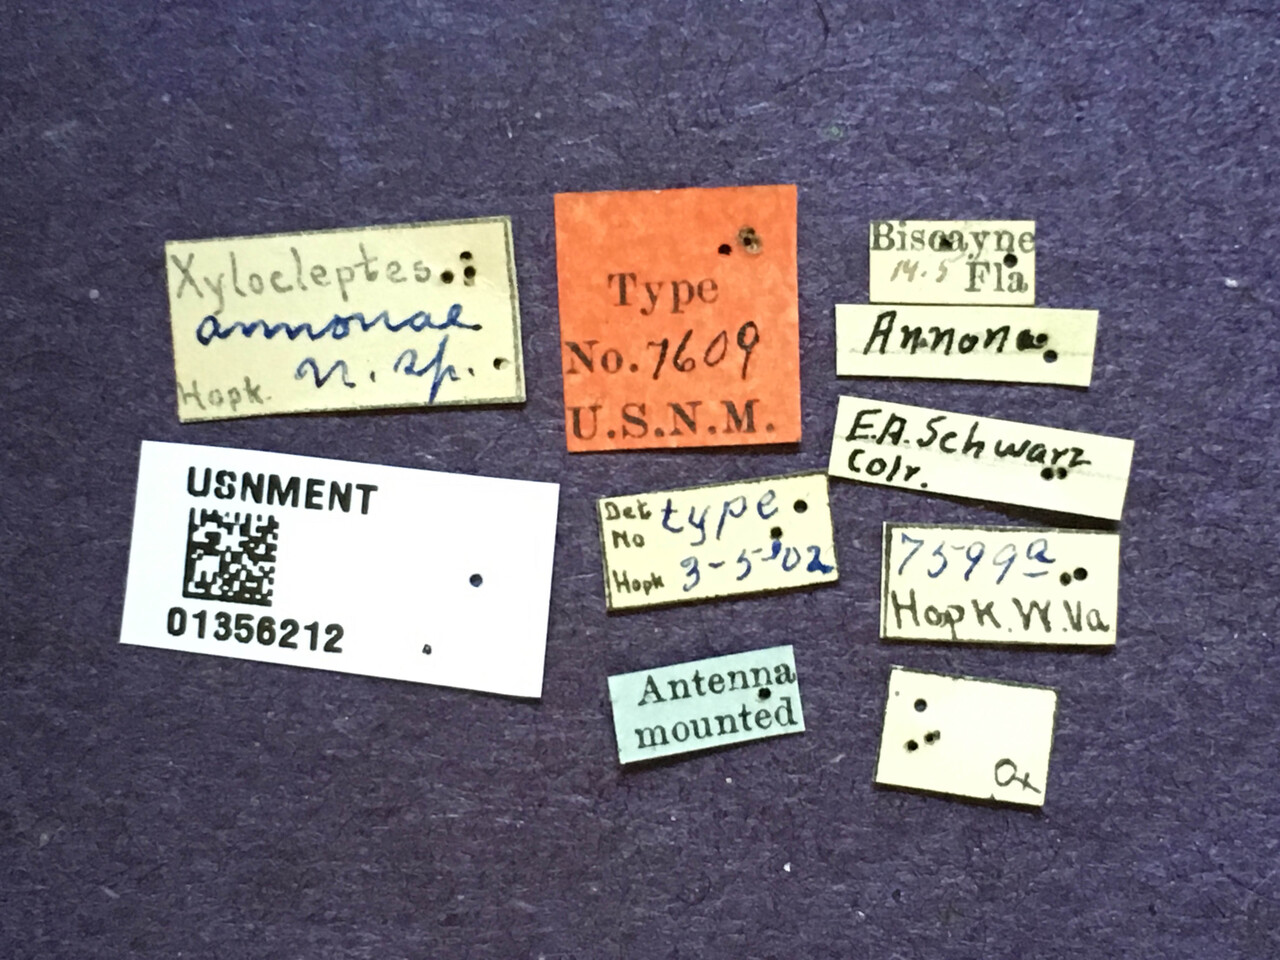 Xylocleptes
annonae
n. sp.
Hopk.
Type
No. 7609
U.S.N.M.
Biscayne
14.5 Fla
Annona
E.A. Schwarz
Colr.
USNMENT
01356212
Det type
No
Hopk 3-5-02
7599a
Hopk. W. Va
Antenna
mounted
♀